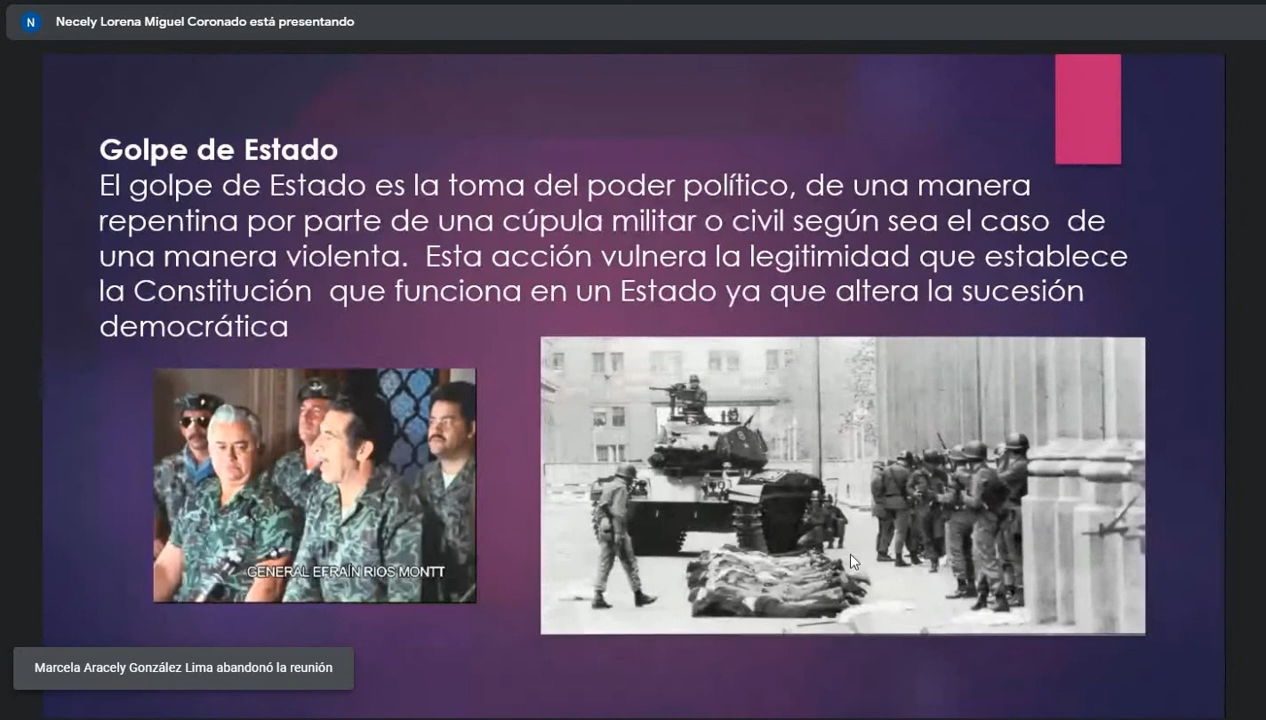 N Necely Lorena Miguel Coronado está presentando
Golpe de Estado
El golpe de Estado es la toma del poder político, de una manera
repentina por parte de una cúpula militar o civil según sea el caso de
una manera violenta. Esta acción vulnera la legitimidad que establece
la Constitución que funciona en un Estado ya que altera la sucesión
democrática
GENERAL EFRAÍN RIOS MONTT
Marcela Aracely González Lima abandonó la reunión